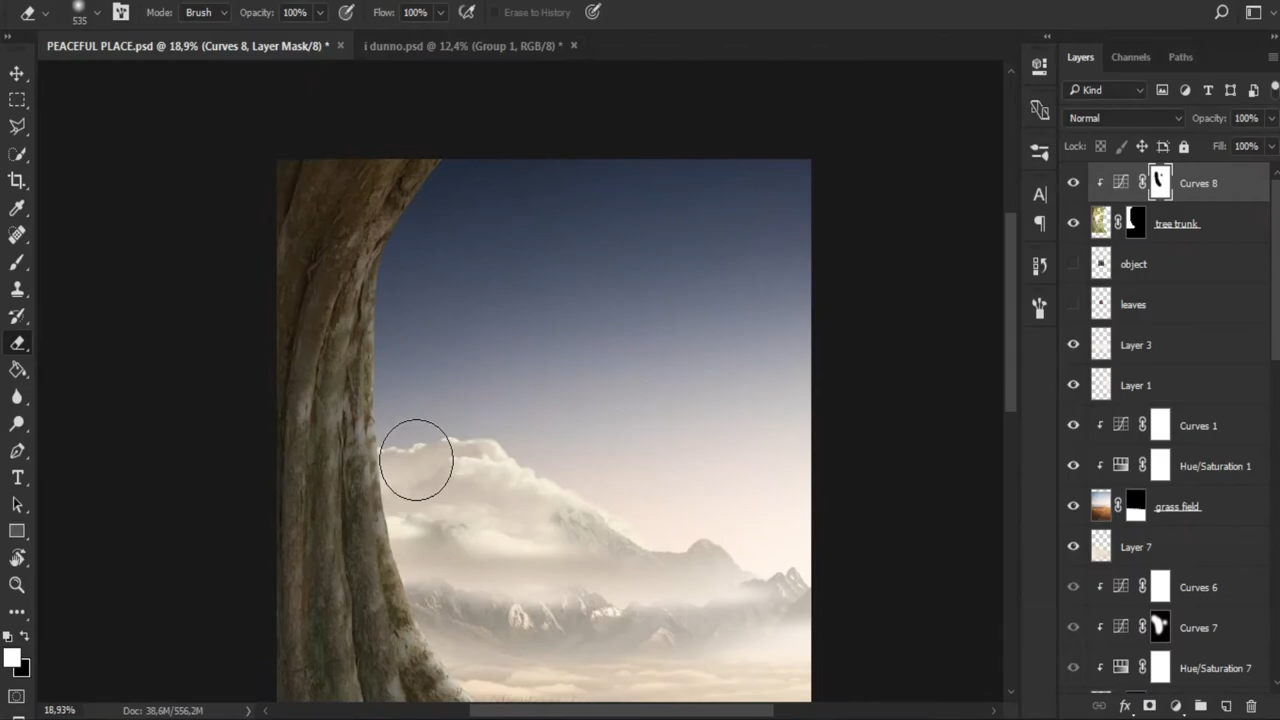 535 Mode: Brush Opacity: 100% Flow: 100% Erase to History
PEACEFUL PLACE.psd @ 18,9% (Curves 8, Layer Mask/8) * ×
i dunno.psd @ 12,4% (Group 1, RGB/8) * ×
Layers Channels Paths
Kind
Normal Opacity: 100%
Lock: Fill: 100%
Curves 8
tree trunk
object
leaves
Layer 3
Layer 1
Curves 1
Hue/Saturation 1
grass field
Layer 7
Curves 6
Curves 7
Hue/Saturation 7
18,93% Doc: 38,6M/556,2M